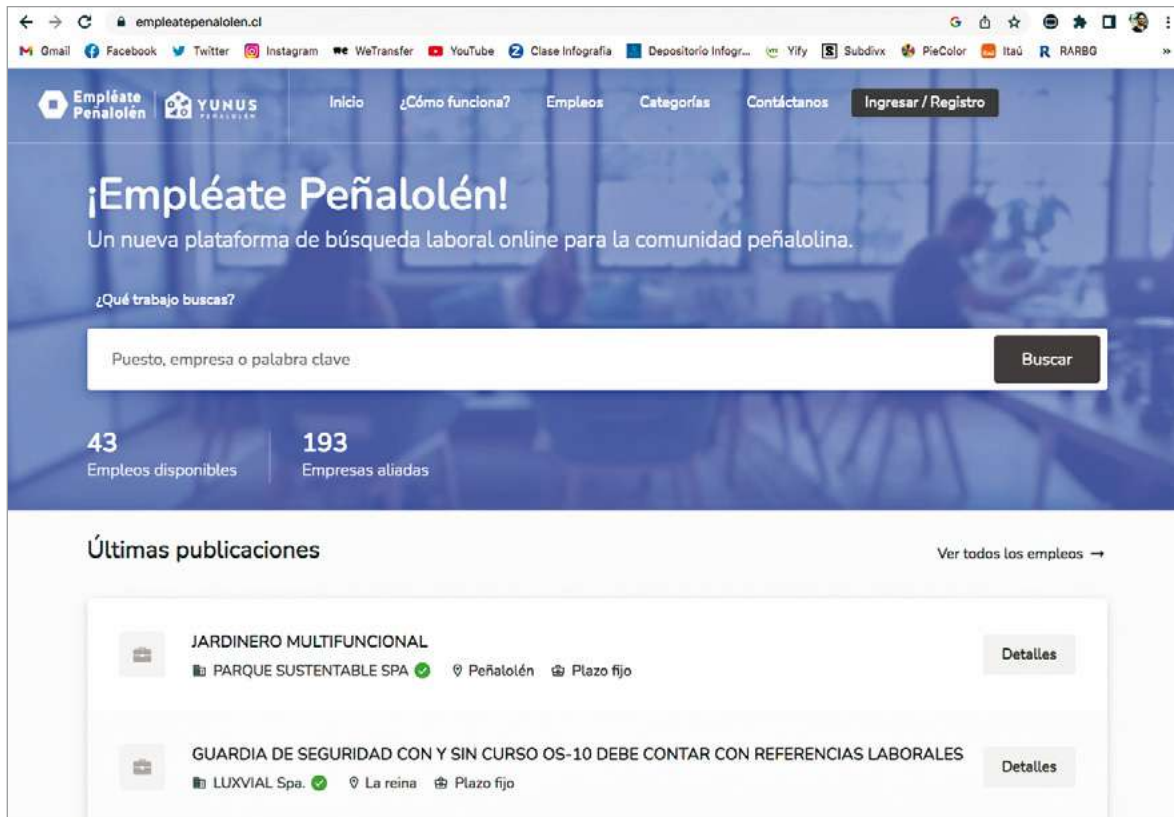 empleatepenalolen.cl
Gmail Facebook Twitter Instagram WeTransfer YouTube Clase Infografia Depositorio Infogr... Yify Subdivx PieColor Itaú RARBG »
Empléate Peñalolén YUNUS PEÑALOLÉN Inicio ¿Cómo funciona? Empleos Categorías Contáctanos Ingresar / Registro
¡Empléate Peñalolén!
Un nueva plataforma de búsqueda laboral online para la comunidad peñalolina.
¿Qué trabajo buscas?
Puesto, empresa o palabra clave Buscar
43 193
Empleos disponibles Empresas aliadas
Últimas publicaciones Ver todos los empleos →
JARDINERO MULTIFUNCIONAL
PARQUE SUSTENTABLE SPA Peñalolén Plazo fijo Detalles
GUARDIA DE SEGURIDAD CON Y SIN CURSO OS-10 DEBE CONTAR CON REFERENCIAS LABORALES
LUXVIAL Spa. La reina Plazo fijo Detalles